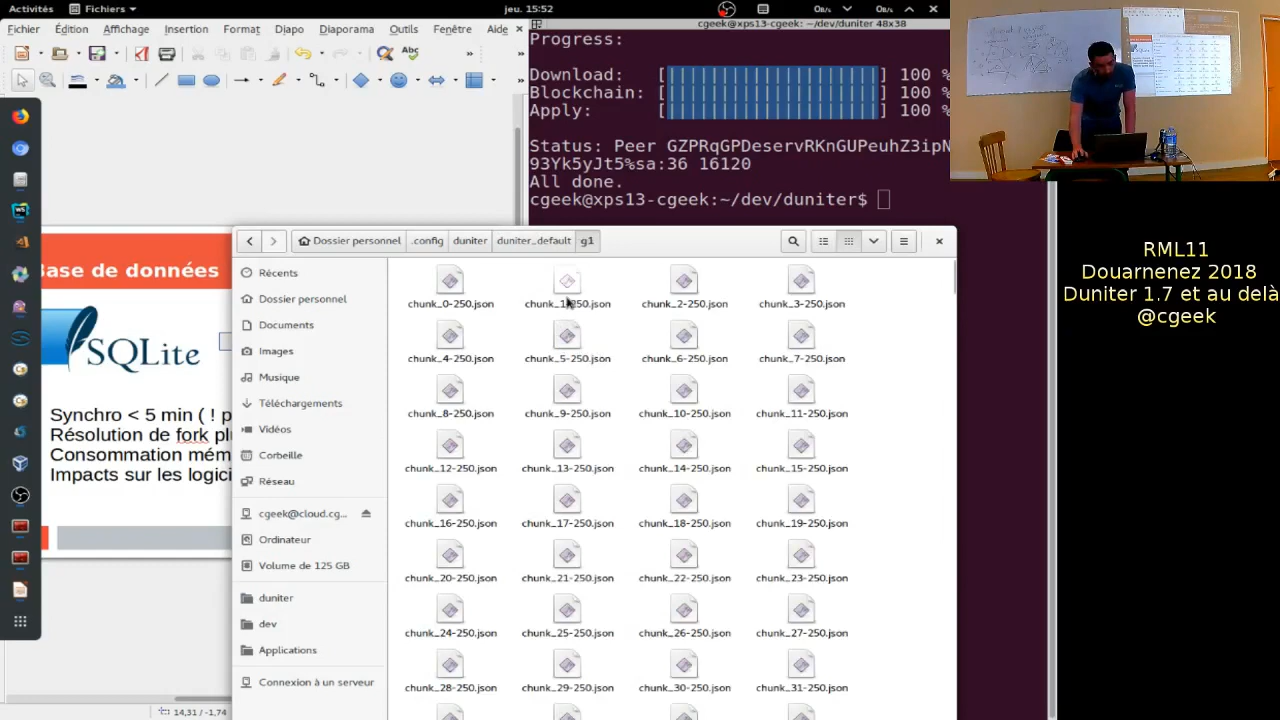 Activités
Fichiers
jeu. 15:52
0o/s
0o/s
Fichier Édition Affichage Insertion Format Diapo Diaporama Outils Fenêtre Aide
cgeek@xps13-cgeek: ~/dev/duniter 48x38
Progress:
Download: [||||||||||||||||||||] 100 %
Blockchain: [||||||||||||||||||||] 100 %
Apply: [||||||||||||||||||||] 100 %
Status: Peer GZPRqGPDeservRKnGUPeuhZ3ipN
93Yk5yJt5%sa:36 16120
All done.
cgeek@xps13-cgeek:~/dev/duniter$
Base de données
SQLite
Synchro < 5 min ( ! p
Résolution de fork pl
Consommation mém
Impacts sur les logici
14,31 / -1,74
Dossier personnel .config duniter duniter_default g1
Récents
Dossier personnel
Documents
Images
Musique
Téléchargements
Vidéos
Corbeille
Réseau
cgeek@cloud.cg...
Ordinateur
Volume de 125 GB
duniter
dev
Applications
Connexion à un serveur
chunk_0-250.json chunk_1-250.json chunk_2-250.json chunk_3-250.json
chunk_4-250.json chunk_5-250.json chunk_6-250.json chunk_7-250.json
chunk_8-250.json chunk_9-250.json chunk_10-250.json chunk_11-250.json
chunk_12-250.json chunk_13-250.json chunk_14-250.json chunk_15-250.json
chunk_16-250.json chunk_17-250.json chunk_18-250.json chunk_19-250.json
chunk_20-250.json chunk_21-250.json chunk_22-250.json chunk_23-250.json
chunk_24-250.json chunk_25-250.json chunk_26-250.json chunk_27-250.json
chunk_28-250.json chunk_29-250.json chunk_30-250.json chunk_31-250.json
RML11
Douarnenez 2018
Duniter 1.7 et au delà
@cgeek